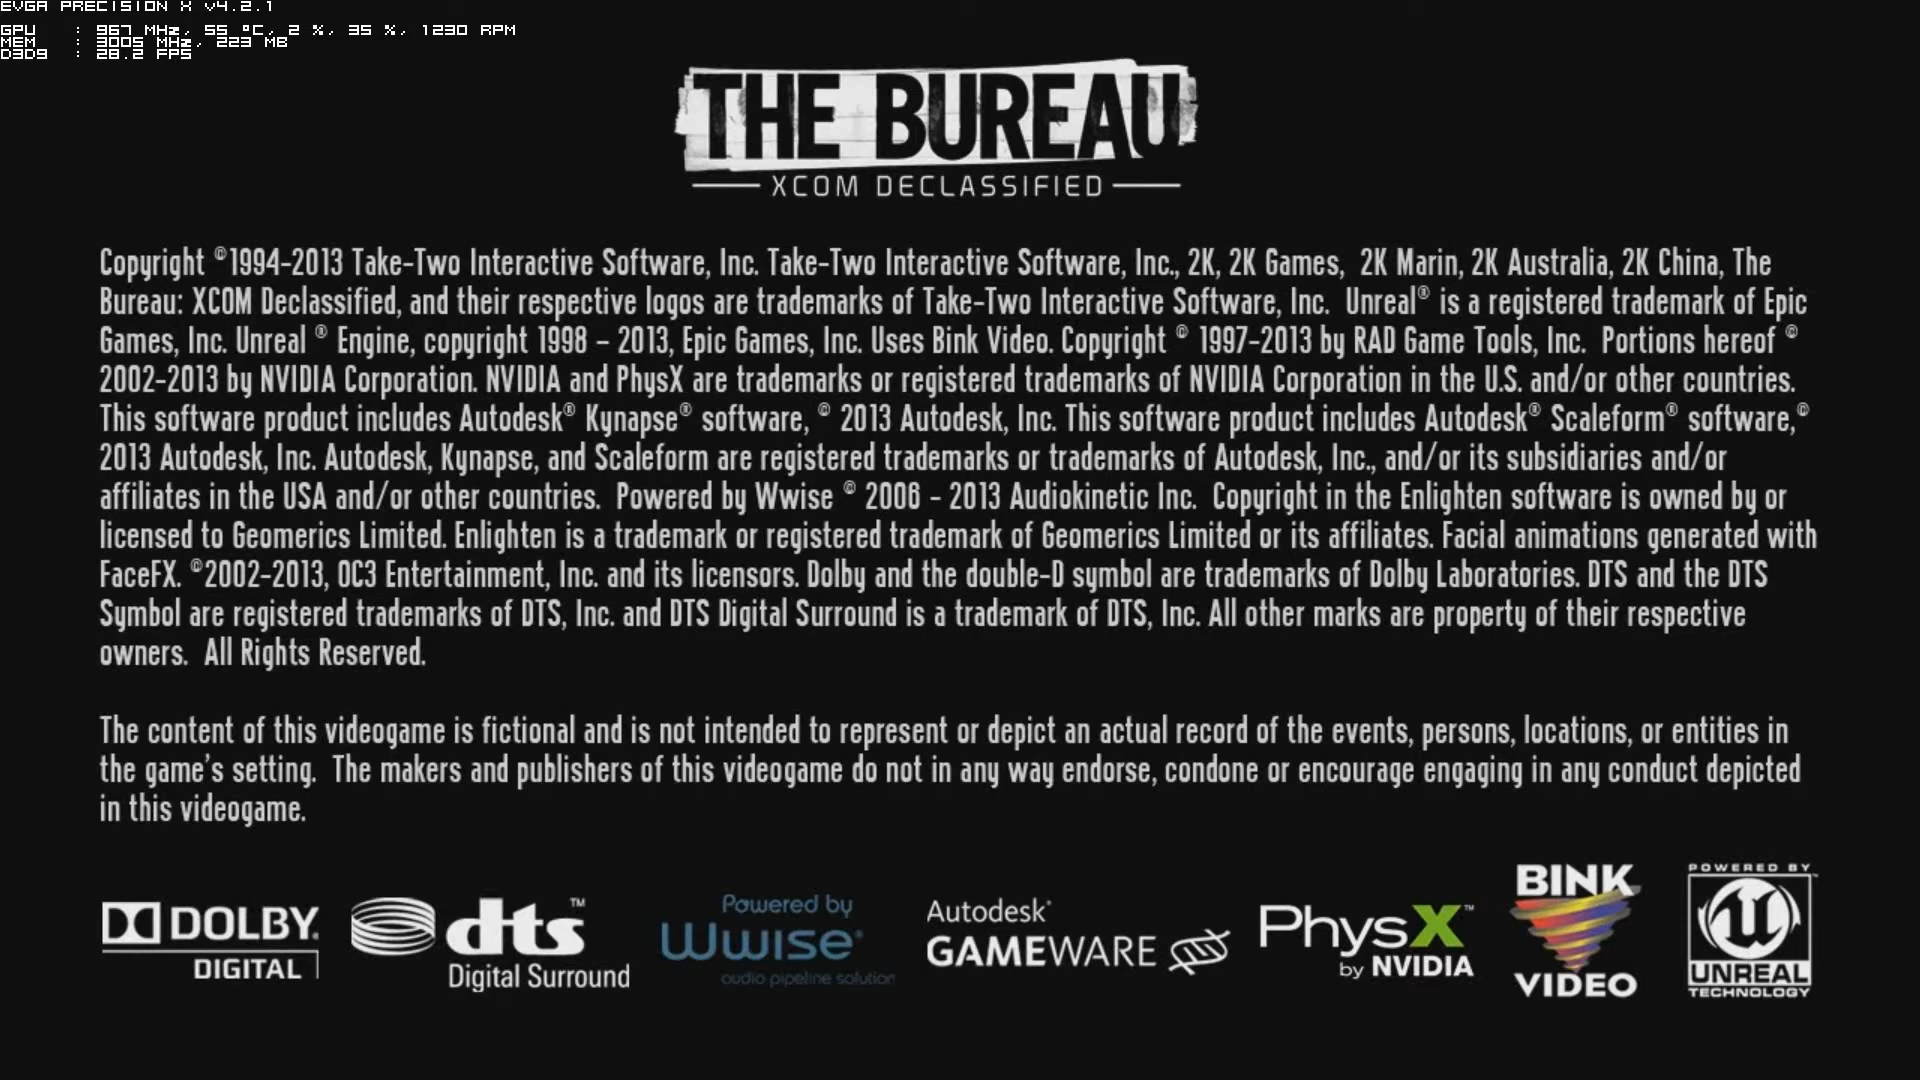 EVGA PRECISION X v4.2.1
GPU : 967 MHz, 55 °C, 2 %, 35 %, 1230 RPM
MEM : 3005 MHz, 223 MB
D3D9 : 28.2 FPS
THE BUREAU
XCOM DECLASSIFIED
Copyright ©1994-2013 Take-Two Interactive Software, Inc. Take-Two Interactive Software, Inc., 2K, 2K Games, 2K Marin, 2K Australia, 2K China, The
Bureau: XCOM Declassified, and their respective logos are trademarks of Take-Two Interactive Software, Inc. Unreal® is a registered trademark of Epic
Games, Inc. Unreal ® Engine, copyright 1998 – 2013, Epic Games, Inc. Uses Bink Video. Copyright © 1997-2013 by RAD Game Tools, Inc. Portions hereof ©
2002-2013 by NVIDIA Corporation. NVIDIA and PhysX are trademarks or registered trademarks of NVIDIA Corporation in the U.S. and/or other countries.
This software product includes Autodesk® Kynapse® software, © 2013 Autodesk, Inc. This software product includes Autodesk® Scaleform® software,©
2013 Autodesk, Inc. Autodesk, Kynapse, and Scaleform are registered trademarks or trademarks of Autodesk, Inc., and/or its subsidiaries and/or
affiliates in the USA and/or other countries. Powered by Wwise © 2006 - 2013 Audiokinetic Inc. Copyright in the Enlighten software is owned by or
licensed to Geomerics Limited. Enlighten is a trademark or registered trademark of Geomerics Limited or its affiliates. Facial animations generated with
FaceFX. ©2002-2013, OC3 Entertainment, Inc. and its licensors. Dolby and the double-D symbol are trademarks of Dolby Laboratories. DTS and the DTS
Symbol are registered trademarks of DTS, Inc. and DTS Digital Surround is a trademark of DTS, Inc. All other marks are property of their respective
owners. All Rights Reserved.
The content of this videogame is fictional and is not intended to represent or depict an actual record of the events, persons, locations, or entities in
the game's setting. The makers and publishers of this videogame do not in any way endorse, condone or encourage engaging in any conduct depicted
in this videogame.
DOLBY
DIGITAL
dts™
Digital Surround
Powered by
Wwise®
audio pipeline solution
Autodesk®
GAMEWARE
PhysX™
by NVIDIA
BINK
VIDEO
POWERED BY
UNREAL™
TECHNOLOGY